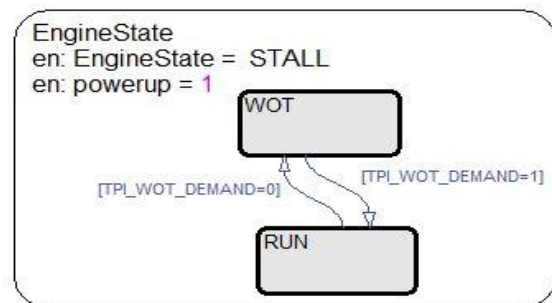 EngineState
en: EngineState = STALL
en: powerup = 1
WOT
[TPI_WOT_DEMAND=0]
[TPI_WOT_DEMAND=1]
RUN